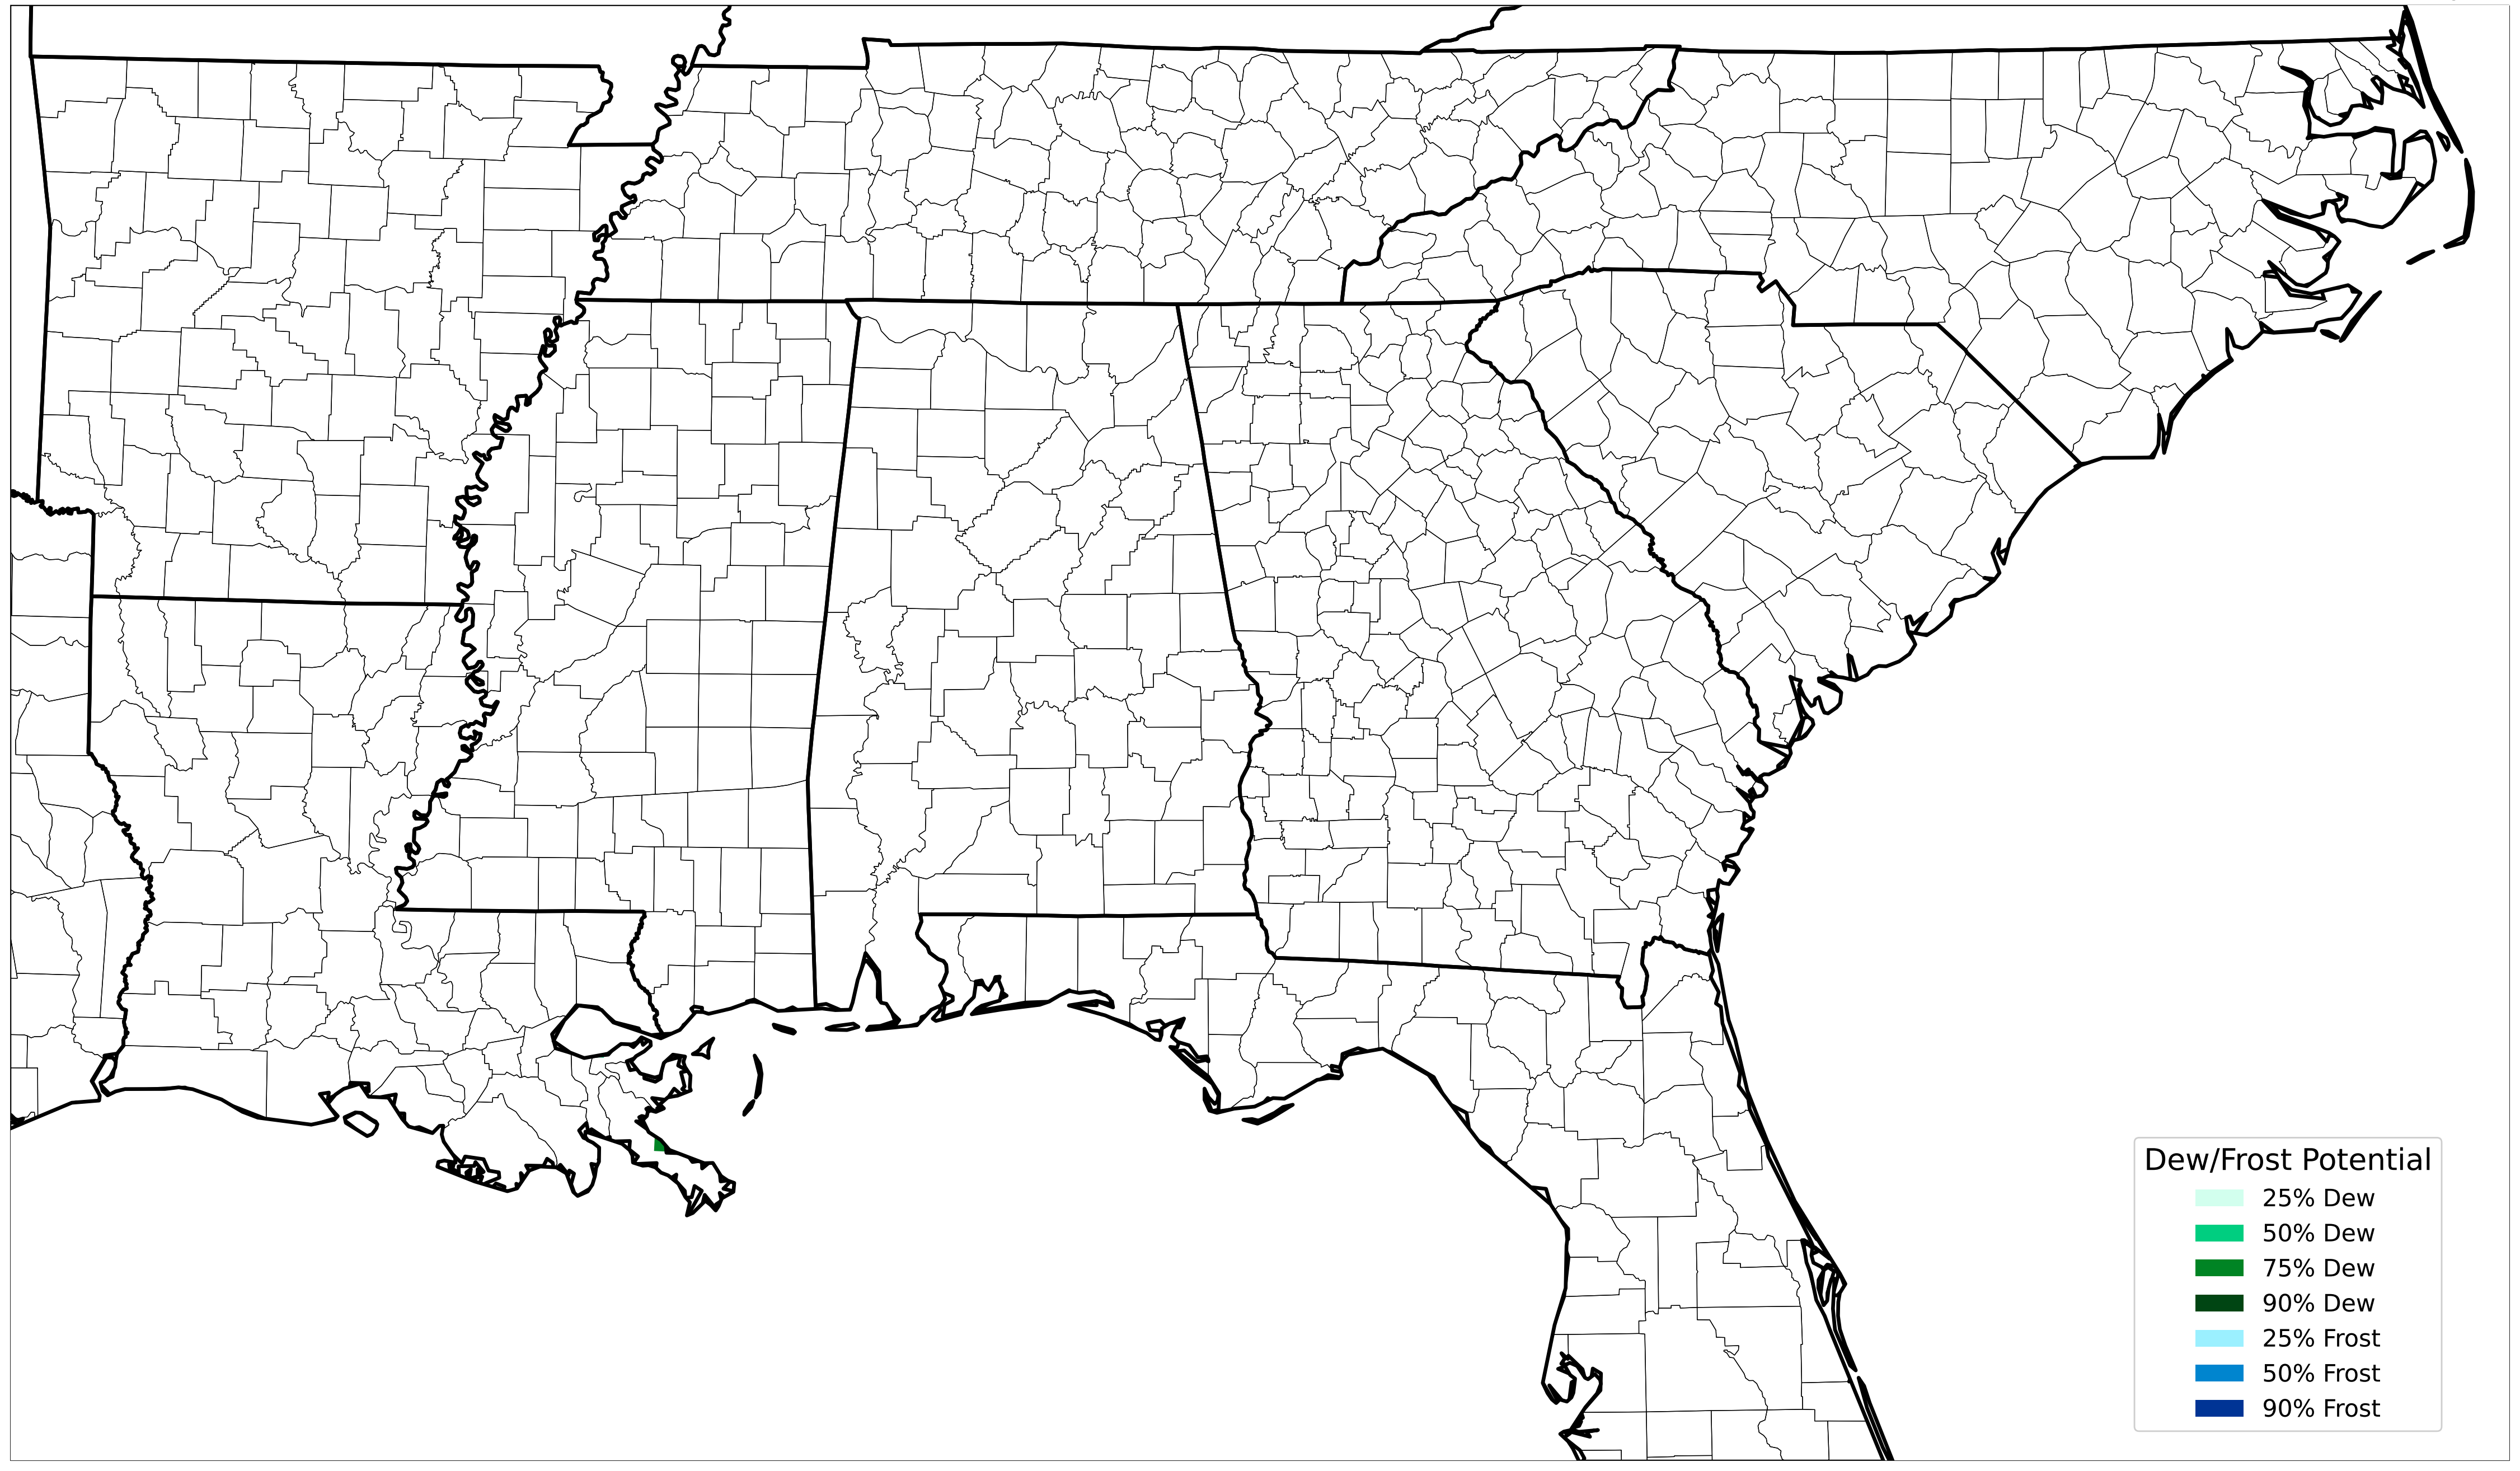 Dew/Frost Potential
25% Dew
50% Dew
75% Dew
90% Dew
25% Frost
50% Frost
90% Frost